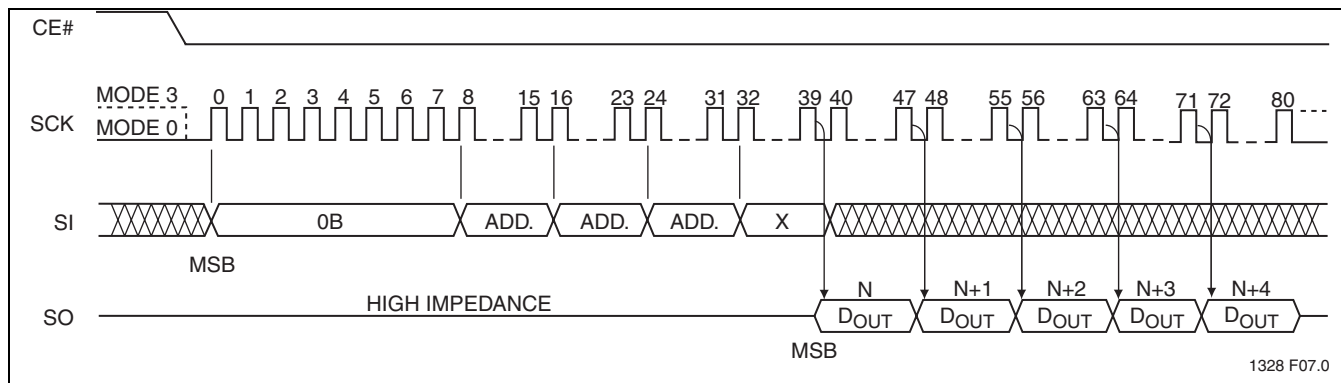 CE#
MODE 3 0 1 2 3 4 5 6 7 8 15 16 23 24 31 32 39 40 47 48 55 56 63 64 71 72 80
SCK MODE 0
SI 0B ADD. ADD. ADD. X
MSB
HIGH IMPEDANCE N N+1 N+2 N+3 N+4
SO DOUT DOUT DOUT DOUT DOUT
MSB
1328 F07.0